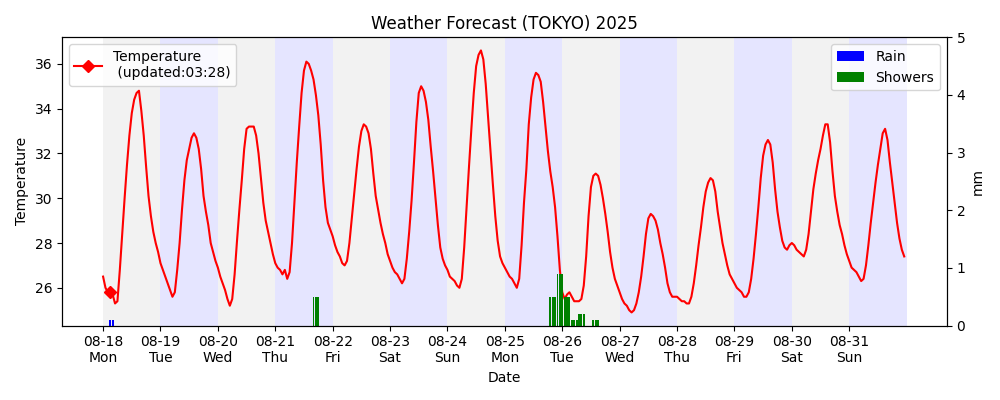 Weather Forecast (TOKYO) 2025
Temperature
(updated:03:28)
Rain
Showers
Temperature
36
34
32
30
28
26
5
4
3
2
1
0
mm
08-18 08-19 08-20 08-21 08-22 08-23 08-24 08-25 08-26 08-27 08-28 08-29 08-30 08-31
Mon Tue Wed Thu Fri Sat Sun Mon Tue Wed Thu Fri Sat Sun
Date